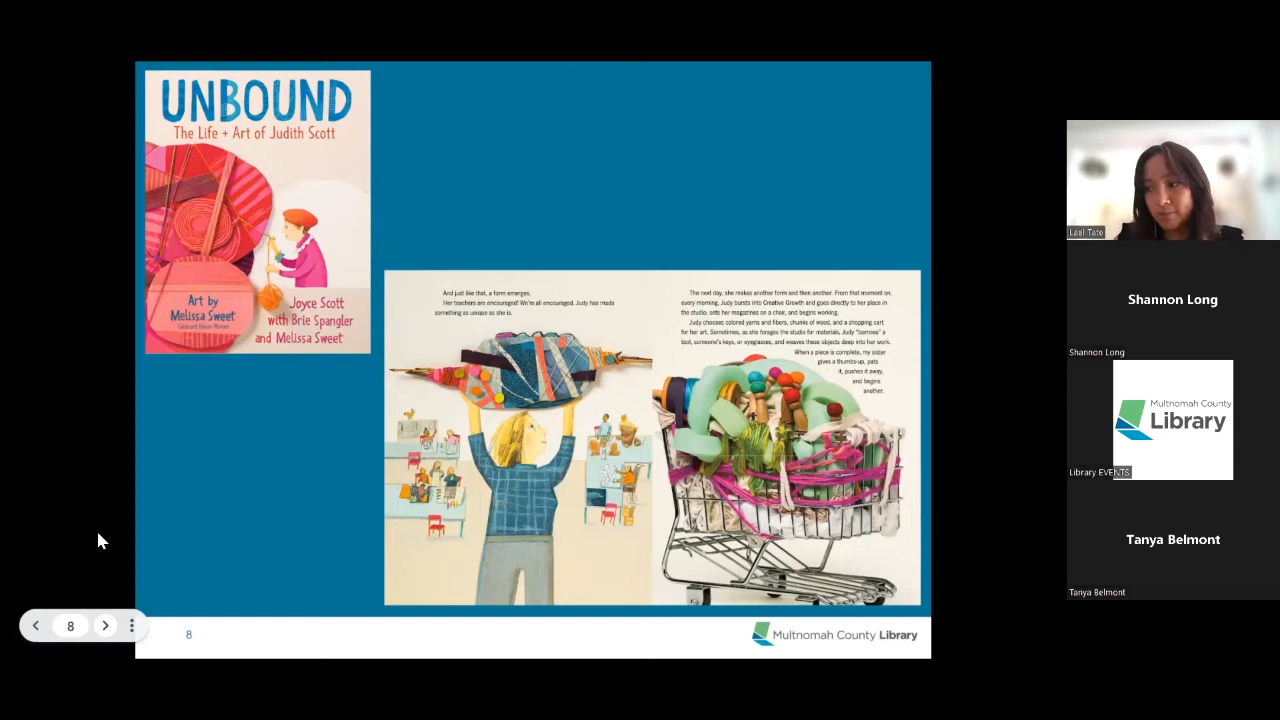 UNBOUND
The Life + Art of Judith Scott
Art by
Melissa Sweet
Caldecott Honor Winner
Joyce Scott
with Brie Spangler
and Melissa Sweet
And just like that, a form emerges.
Her teachers are encouraged! We're all encouraged. Judy has made
something as unique as she is.
The next day, she makes another form and then another. From that moment on,
every morning, Judy bursts into Creative Growth and goes directly to her place in
the studio, sets her magazines on a chair, and begins working.
Judy chooses colored yarns and fibers, chunks of wood, and a shopping cart
for her art. Sometimes, as she forages the studio for materials, Judy "borrows" a
tool, someone's keys, or eyeglasses, and weaves these objects deep into her work.
When a piece is complete, my sister
gives a thumbs-up, pats
it, pushes it away,
and begins
another.
8
8
Multnomah County Library
Lael Tate
Shannon Long
Shannon Long
Multnomah County
Library
Library EVENTS
Tanya Belmont
Tanya Belmont